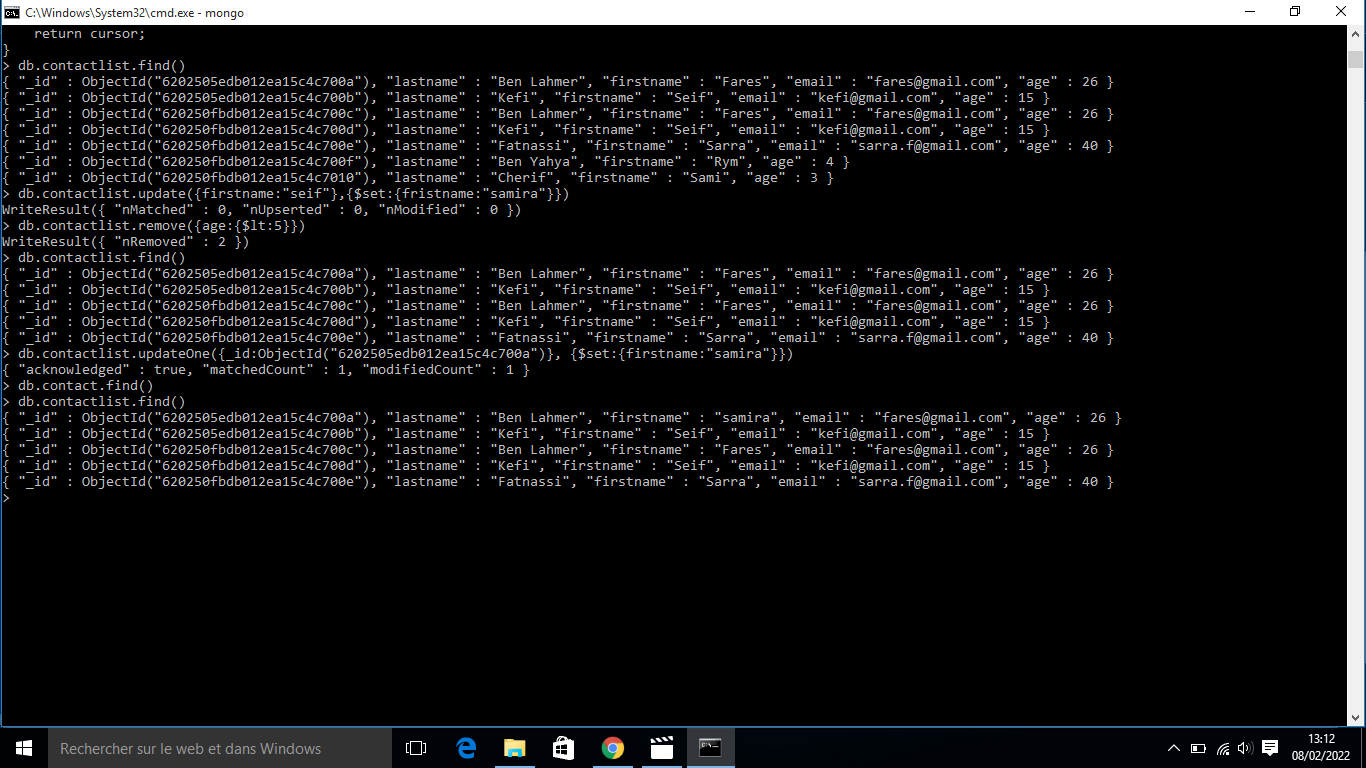 C:\Windows\System32\cmd.exe - mongo
    return cursor;
}
> db.contactlist.find()
{ "_id" : ObjectId("6202505edb012ea15c4c700a"), "lastname" : "Ben Lahmer", "firstname" : "Fares", "email" : "fares@gmail.com", "age" : 26 }
{ "_id" : ObjectId("6202505edb012ea15c4c700b"), "lastname" : "Kefi", "firstname" : "Seif", "email" : "kefi@gmail.com", "age" : 15 }
{ "_id" : ObjectId("620250fbdb012ea15c4c700c"), "lastname" : "Ben Lahmer", "firstname" : "Fares", "email" : "fares@gmail.com", "age" : 26 }
{ "_id" : ObjectId("620250fbdb012ea15c4c700d"), "lastname" : "Kefi", "firstname" : "Seif", "email" : "kefi@gmail.com", "age" : 15 }
{ "_id" : ObjectId("620250fbdb012ea15c4c700e"), "lastname" : "Fatnassi", "firstname" : "Sarra", "email" : "sarra.f@gmail.com", "age" : 40 }
{ "_id" : ObjectId("620250fbdb012ea15c4c700f"), "lastname" : "Ben Yahya", "firstname" : "Rym", "age" : 4 }
{ "_id" : ObjectId("620250fbdb012ea15c4c7010"), "lastname" : "Cherif", "firstname" : "Sami", "age" : 3 }
> db.contactlist.update({firstname:"seif"},{$set:{fristname:"samira"}})
WriteResult({ "nMatched" : 0, "nUpserted" : 0, "nModified" : 0 })
> db.contactlist.remove({age:{$lt:5}})
WriteResult({ "nRemoved" : 2 })
> db.contactlist.find()
{ "_id" : ObjectId("6202505edb012ea15c4c700a"), "lastname" : "Ben Lahmer", "firstname" : "Fares", "email" : "fares@gmail.com", "age" : 26 }
{ "_id" : ObjectId("6202505edb012ea15c4c700b"), "lastname" : "Kefi", "firstname" : "Seif", "email" : "kefi@gmail.com", "age" : 15 }
{ "_id" : ObjectId("620250fbdb012ea15c4c700c"), "lastname" : "Ben Lahmer", "firstname" : "Fares", "email" : "fares@gmail.com", "age" : 26 }
{ "_id" : ObjectId("620250fbdb012ea15c4c700d"), "lastname" : "Kefi", "firstname" : "Seif", "email" : "kefi@gmail.com", "age" : 15 }
{ "_id" : ObjectId("620250fbdb012ea15c4c700e"), "lastname" : "Fatnassi", "firstname" : "Sarra", "email" : "sarra.f@gmail.com", "age" : 40 }
> db.contactlist.updateOne({_id:ObjectId("6202505edb012ea15c4c700a")}, {$set:{firstname:"samira"}})
{ "acknowledged" : true, "matchedCount" : 1, "modifiedCount" : 1 }
> db.contact.find()
> db.contactlist.find()
{ "_id" : ObjectId("6202505edb012ea15c4c700a"), "lastname" : "Ben Lahmer", "firstname" : "samira", "email" : "fares@gmail.com", "age" : 26 }
{ "_id" : ObjectId("6202505edb012ea15c4c700b"), "lastname" : "Kefi", "firstname" : "Seif", "email" : "kefi@gmail.com", "age" : 15 }
{ "_id" : ObjectId("620250fbdb012ea15c4c700c"), "lastname" : "Ben Lahmer", "firstname" : "Fares", "email" : "fares@gmail.com", "age" : 26 }
{ "_id" : ObjectId("620250fbdb012ea15c4c700d"), "lastname" : "Kefi", "firstname" : "Seif", "email" : "kefi@gmail.com", "age" : 15 }
{ "_id" : ObjectId("620250fbdb012ea15c4c700e"), "lastname" : "Fatnassi", "firstname" : "Sarra", "email" : "sarra.f@gmail.com", "age" : 40 }
>
Rechercher sur le web et dans Windows
13:12
08/02/2022